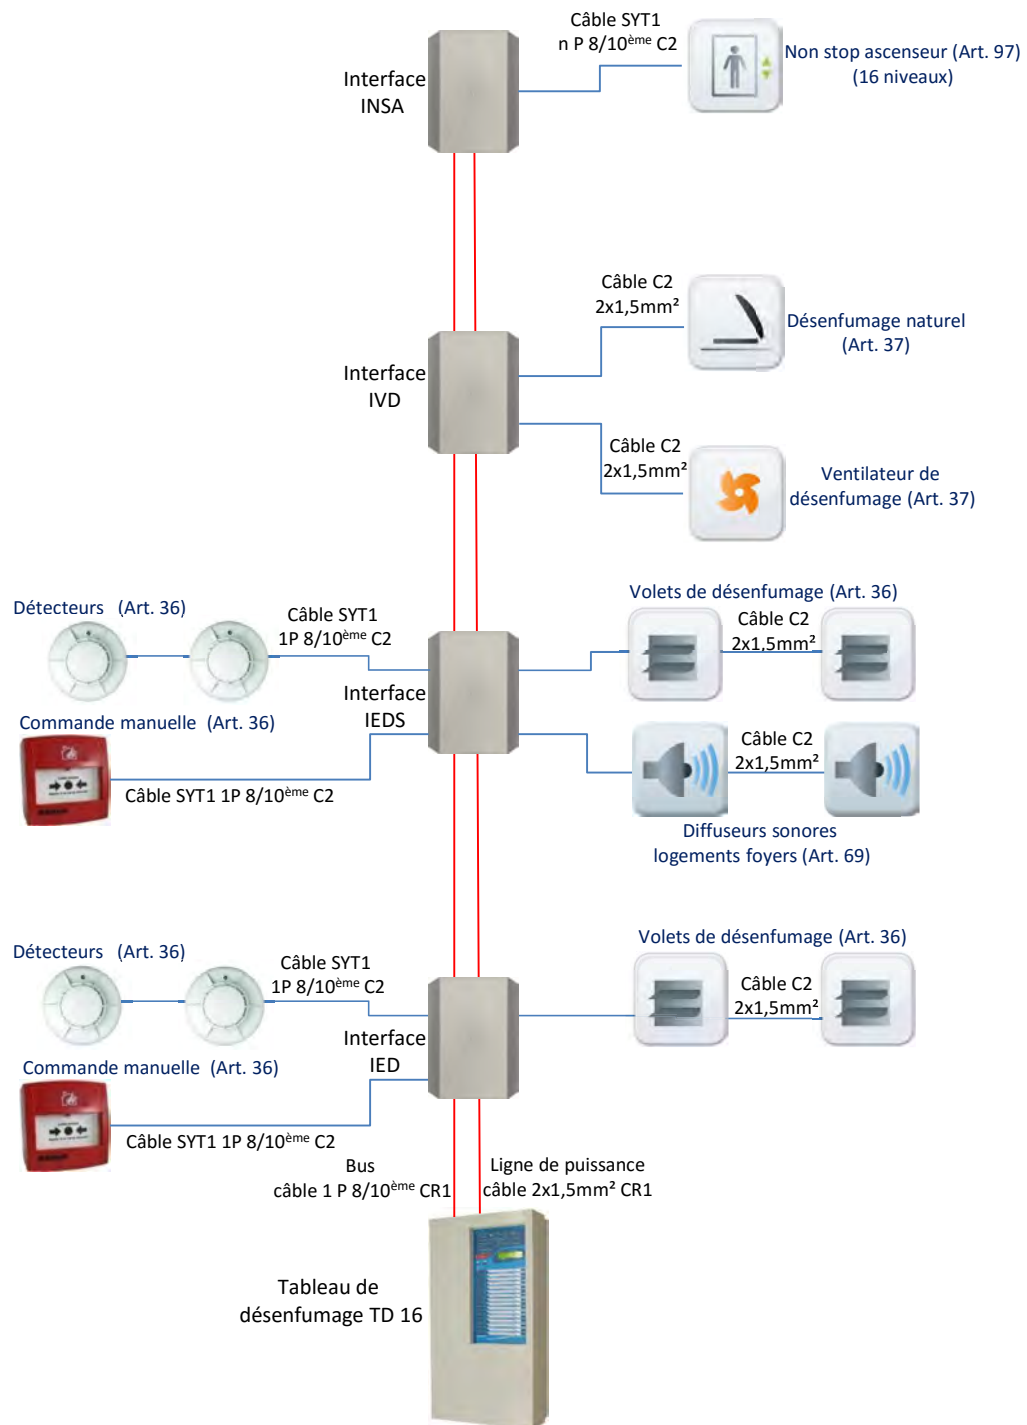 Câble SYT1
n P 8/10ème C2
Non stop ascenseur (Art. 97)
(16 niveaux)
Interface
INSA
Câble C2
2x1,5mm²
Désenfumage naturel
(Art. 37)
Interface
IVD
Câble C2
2x1,5mm²
Ventilateur de
désenfumage (Art. 37)
Détecteurs (Art. 36)
Câble SYT1
1P 8/10ème C2
Volets de désenfumage (Art. 36)
Câble C2
2x1,5mm²
Interface
IEDS
Commande manuelle (Art. 36)
Câble SYT1 1P 8/10ème C2
Câble C2
2x1,5mm²
Diffuseurs sonores
logements foyers (Art. 69)
Détecteurs (Art. 36)
Câble SYT1
1P 8/10ème C2
Volets de désenfumage (Art. 36)
Câble C2
2x1,5mm²
Interface
IED
Commande manuelle (Art. 36)
Câble SYT1 1P 8/10ème C2
Bus
câble 1 P 8/10ème CR1
Ligne de puissance
câble 2x1,5mm² CR1
Tableau de
désenfumage TD 16